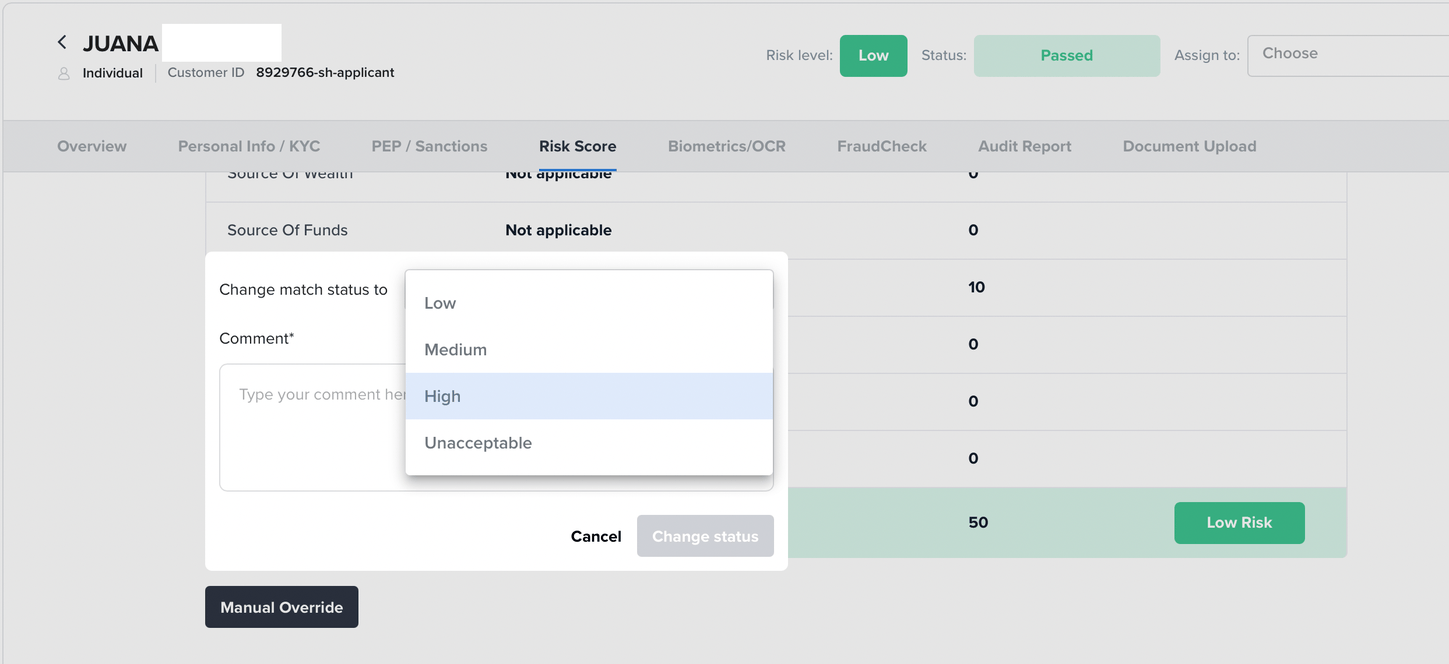 JUANA
Individual Customer ID 8929766-sh-applicant
Risk level: Low Status: Passed Assign to: Choose
Overview Personal Info / KYC PEP / Sanctions Risk Score Biometrics/OCR FraudCheck Audit Report Document Upload
Source Of Wealth Not applicable 0
Source Of Funds Not applicable 0
10
0
0
0
50 Low Risk
Change match status to
Low
Medium
High
Unacceptable
Comment*
Type your comment
Cancel Change status
Manual Override